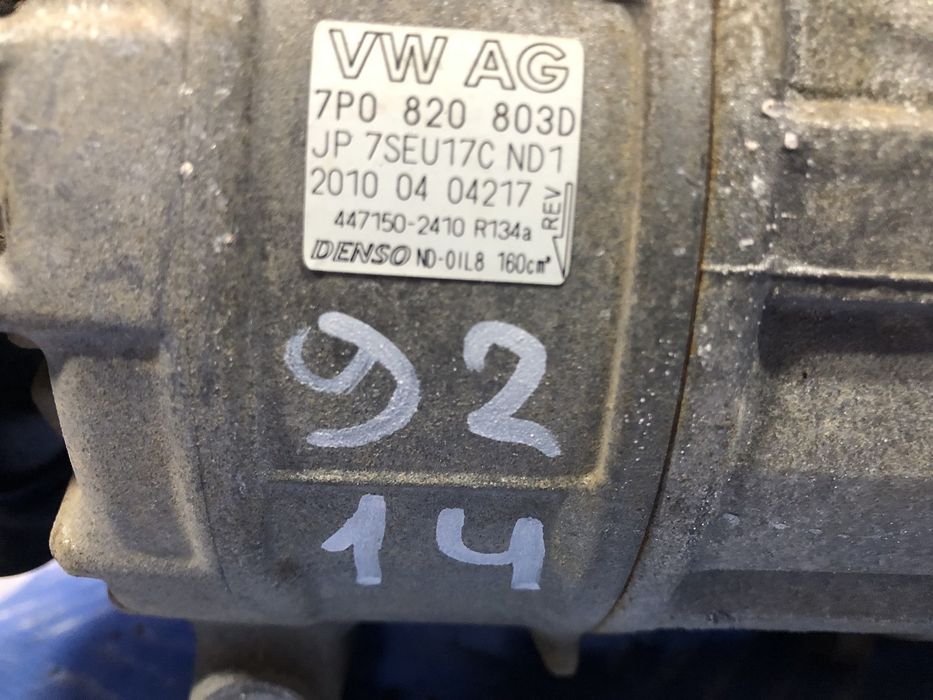 VW AG
7P0 820 803D
JP 7SEU17C ND1
2010 04 04217
REV
447150-2410 R134a
DENSO ND-OIL8 160cm³
92
14